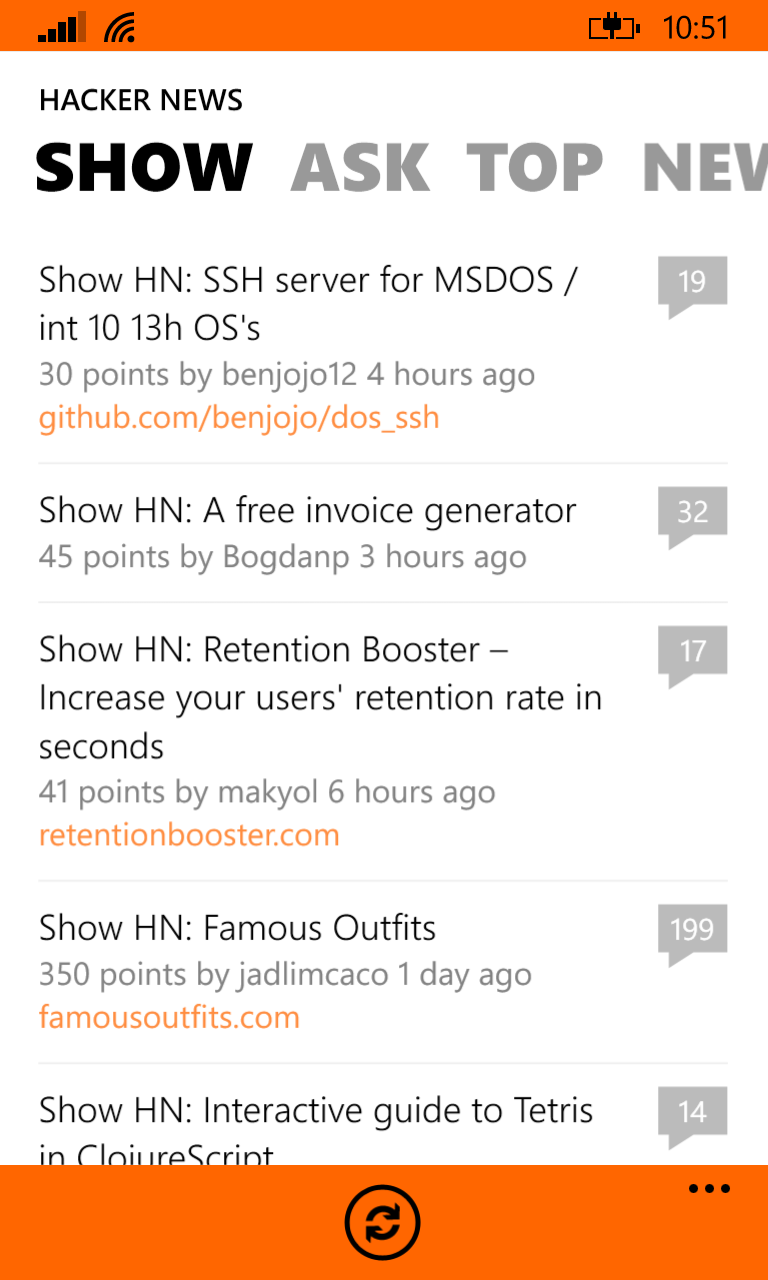 10:51
HACKER NEWS
SHOW ASK TOP NEW
Show HN: SSH server for MSDOS /
19
int 10 13h OS's
30 points by benjojo12 4 hours ago
github.com/benjojo/dos_ssh
Show HN: A free invoice generator
32
45 points by Bogdanp 3 hours ago
Show HN: Retention Booster –
17
Increase your users' retention rate in
seconds
41 points by makyol 6 hours ago
retentionbooster.com
Show HN: Famous Outfits
199
350 points by jadlimcaco 1 day ago
famousoutfits.com
Show HN: Interactive guide to Tetris
14
in ClojureScript